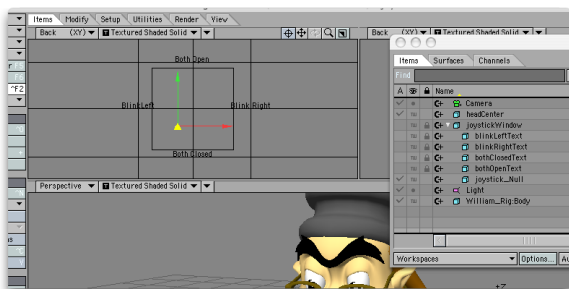 Items Modify Setup Utilities Render View
Back (XY) Textured Shaded Solid
Back (XY) Textured Shaded Solid
Both Open
BlinkLeft Blink Right
Both Closed
^F2
Perspective Textured Shaded Solid
Items Surfaces Channels
Find
A Name
Camera
headCenter
joystickWindow
blinkLeftText
blinkRightText
bothClosedText
bothOpenText
joystick_Null
Light
William_Rig:Body
Workspaces Options... Au
+Z